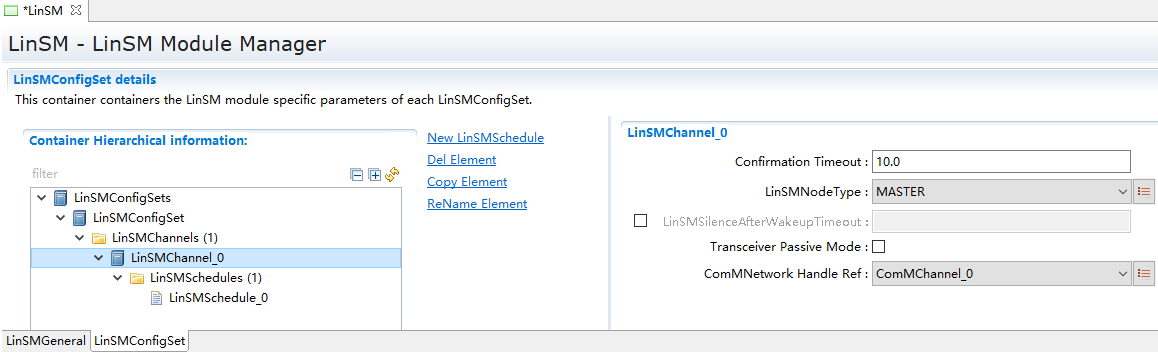 *LinSM
LinSM - LinSM Module Manager
LinSMConfigSet details
This container containers the LinSM module specific parameters of each LinSMConfigSet.
Container Hierarchical information:
filter
LinSMConfigSets
LinSMConfigSet
LinSMChannels (1)
LinSMChannel_0
LinSMSchedules (1)
LinSMSchedule_0
New LinSMSchedule
Del Element
Copy Element
ReName Element
LinSMChannel_0
Confirmation Timeout : 10.0
LinSMNodeType : MASTER
LinSMSilenceAfterWakeupTimeout :
Transceiver Passive Mode :
ComMNetwork Handle Ref : ComMChannel_0
LinSMGeneral LinSMConfigSet